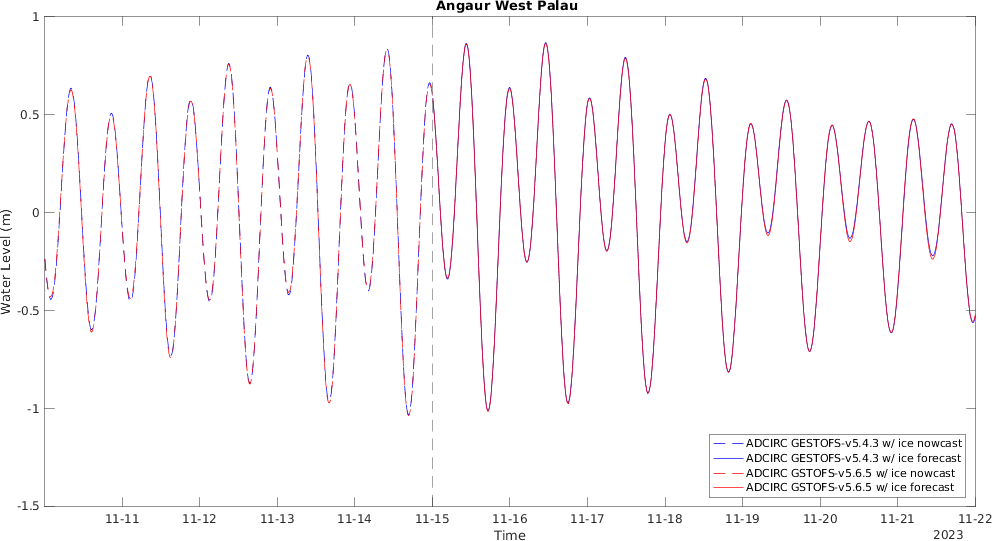 Angaur West Palau
1
0.5
0
-0.5
-1
-1.5
Water Level (m)
11-11 11-12 11-13 11-14 11-15 11-16 11-17 11-18 11-19 11-20 11-21 11-22
Time
2023
ADCIRC GESTOFS-v5.4.3 w/ ice nowcast
ADCIRC GESTOFS-v5.4.3 w/ ice forecast
ADCIRC GSTOFS-v5.6.5 w/ ice nowcast
ADCIRC GSTOFS-v5.6.5 w/ ice forecast